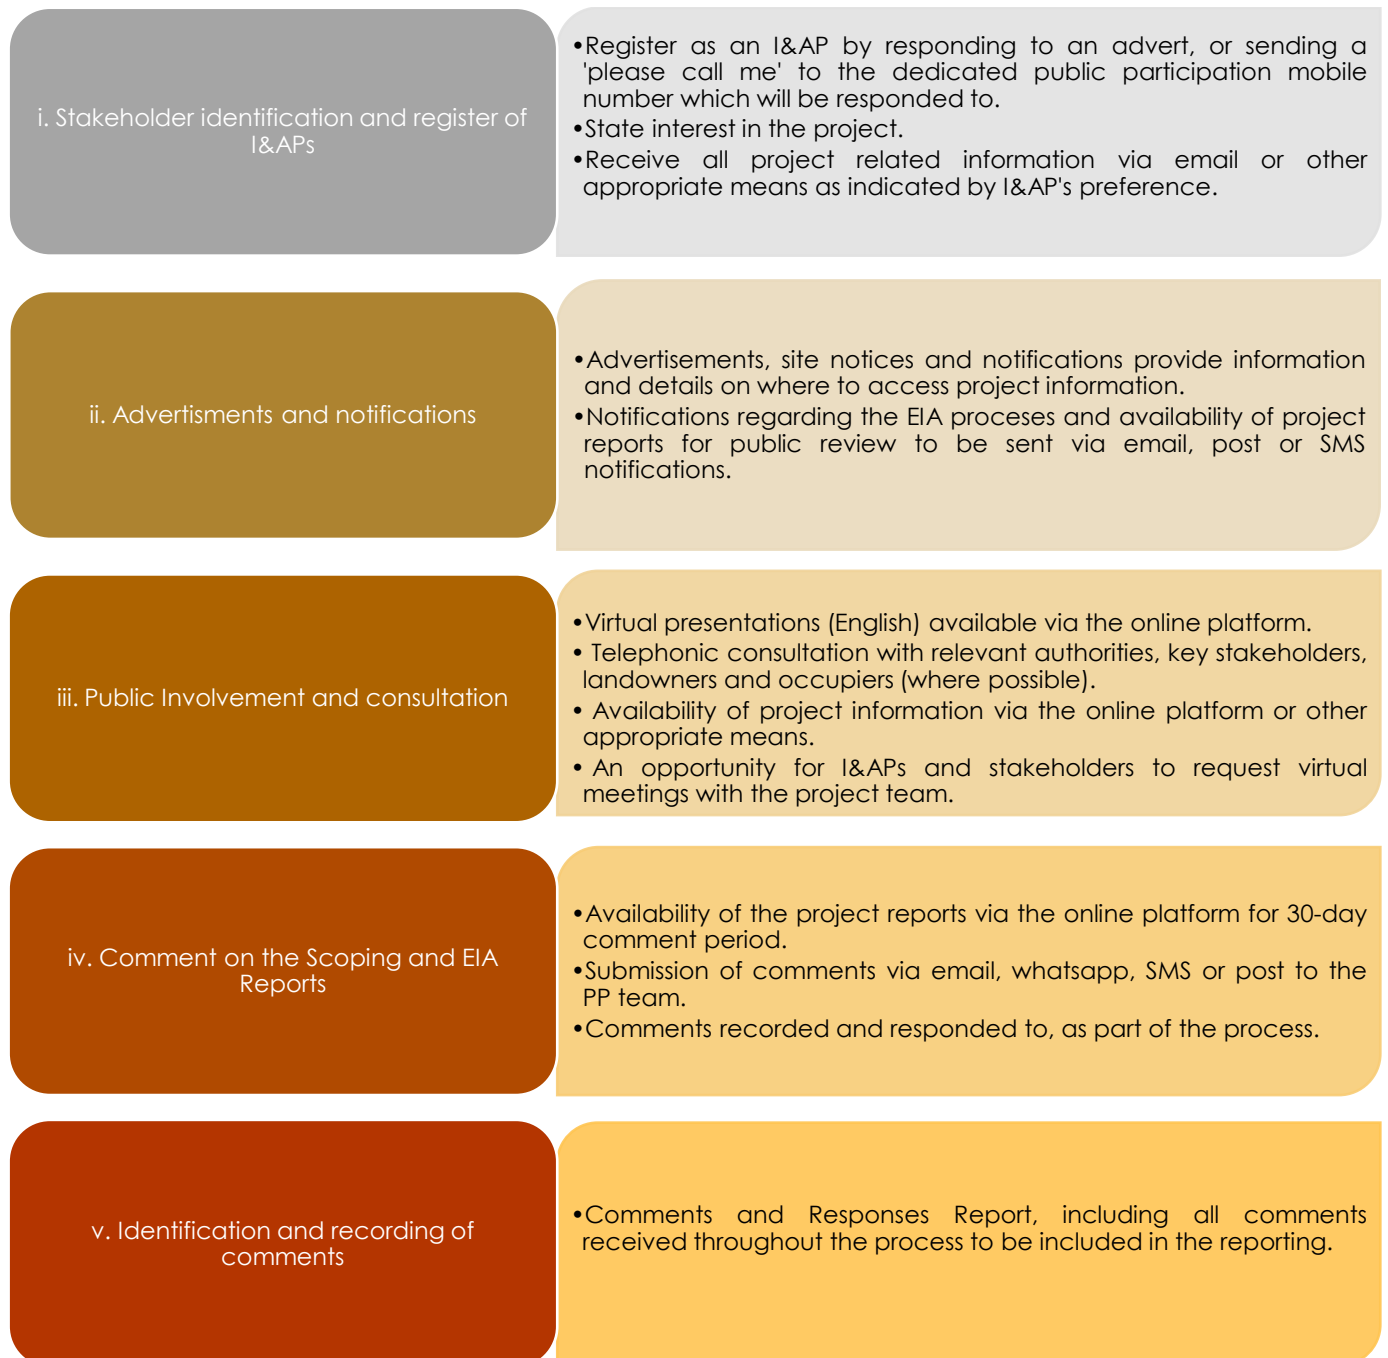 i. Stakeholder identification and register of
I&APs
•Register as an I&AP by responding to an advert, or sending a
'please call me' to the dedicated public participation mobile
number which will be responded to.
•State interest in the project.
•Receive all project related information via email or other
appropriate means as indicated by I&AP's preference.
ii. Advertisments and notifications
•Advertisements, site notices and notifications provide information
and details on where to access project information.
•Notifications regarding the EIA proceses and availability of project
reports for public review to be sent via email, post or SMS
notifications.
iii. Public Involvement and consultation
•Virtual presentations (English) available via the online platform.
• Telephonic consultation with relevant authorities, key stakeholders,
landowners and occupiers (where possible).
• Availability of project information via the online platform or other
appropriate means.
• An opportunity for I&APs and stakeholders to request virtual
meetings with the project team.
iv. Comment on the Scoping and EIA
Reports
•Availability of the project reports via the online platform for 30-day
comment period.
•Submission of comments via email, whatsapp, SMS or post to the
PP team.
•Comments recorded and responded to, as part of the process.
v. Identification and recording of
comments
•Comments and Responses Report, including all comments
received throughout the process to be included in the reporting.